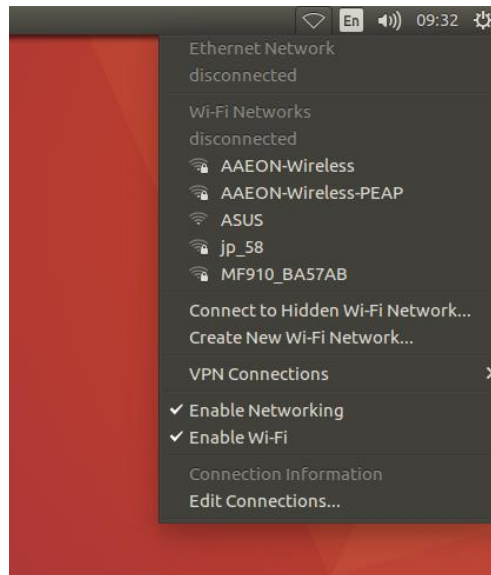 En 09:32
Ethernet Network
disconnected
Wi-Fi Networks
disconnected
AAEON-Wireless
AAEON-Wireless-PEAP
ASUS
jp_58
MF910_BA57AB
Connect to Hidden Wi-Fi Network...
Create New Wi-Fi Network...
VPN Connections
Enable Networking
Enable Wi-Fi
Connection Information
Edit Connections...